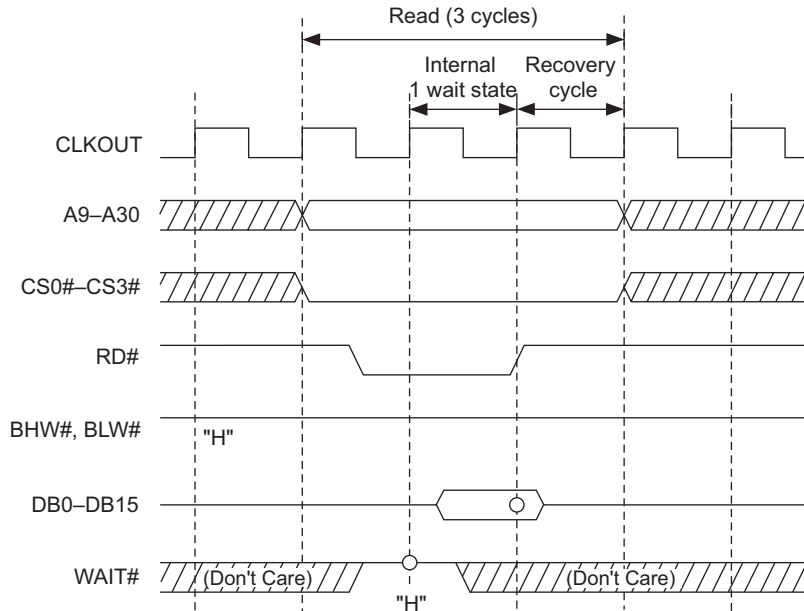 Read (3 cycles)
Internal
1 wait state
Recovery
cycle
CLKOUT
A9–A30
CS0#–CS3#
RD#
BHW#, BLW#
"H"
DB0–DB15
WAIT#
(Don't Care)
(Don't Care)
"H"